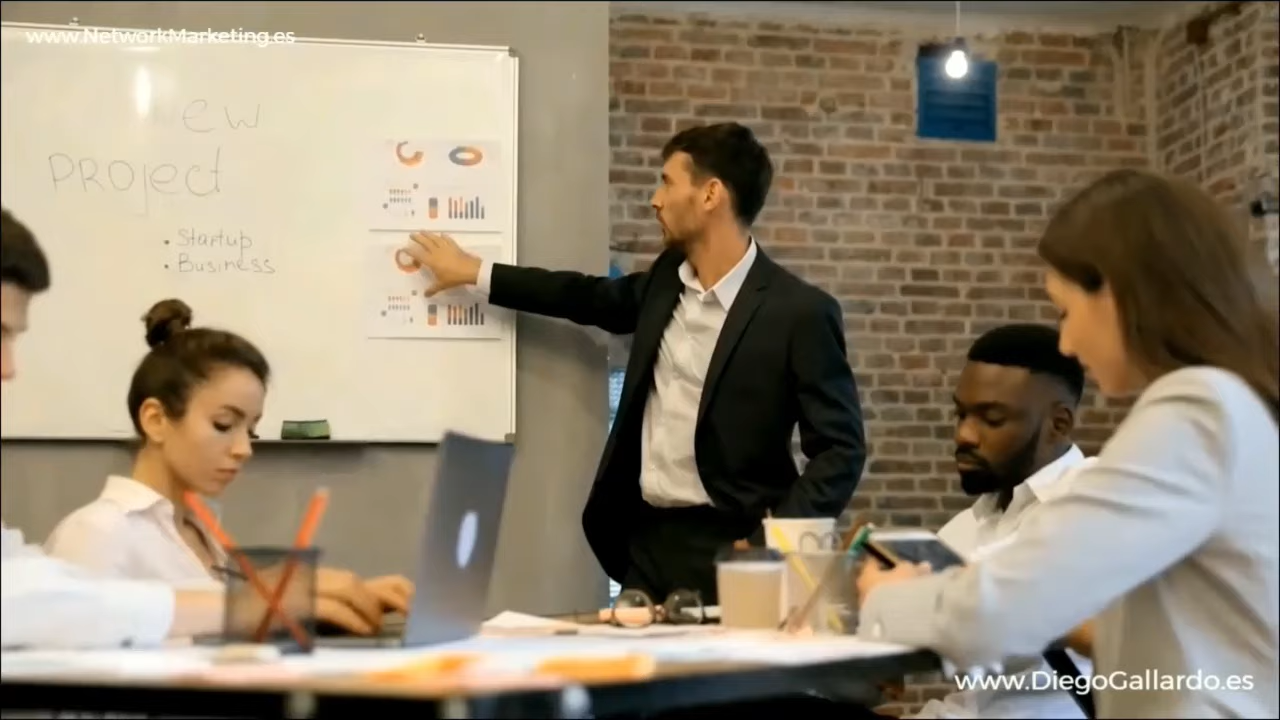 www.NetworkMarketing.es
ew
PROJect
• Startup
• Business
www.DiegoGallardo.es